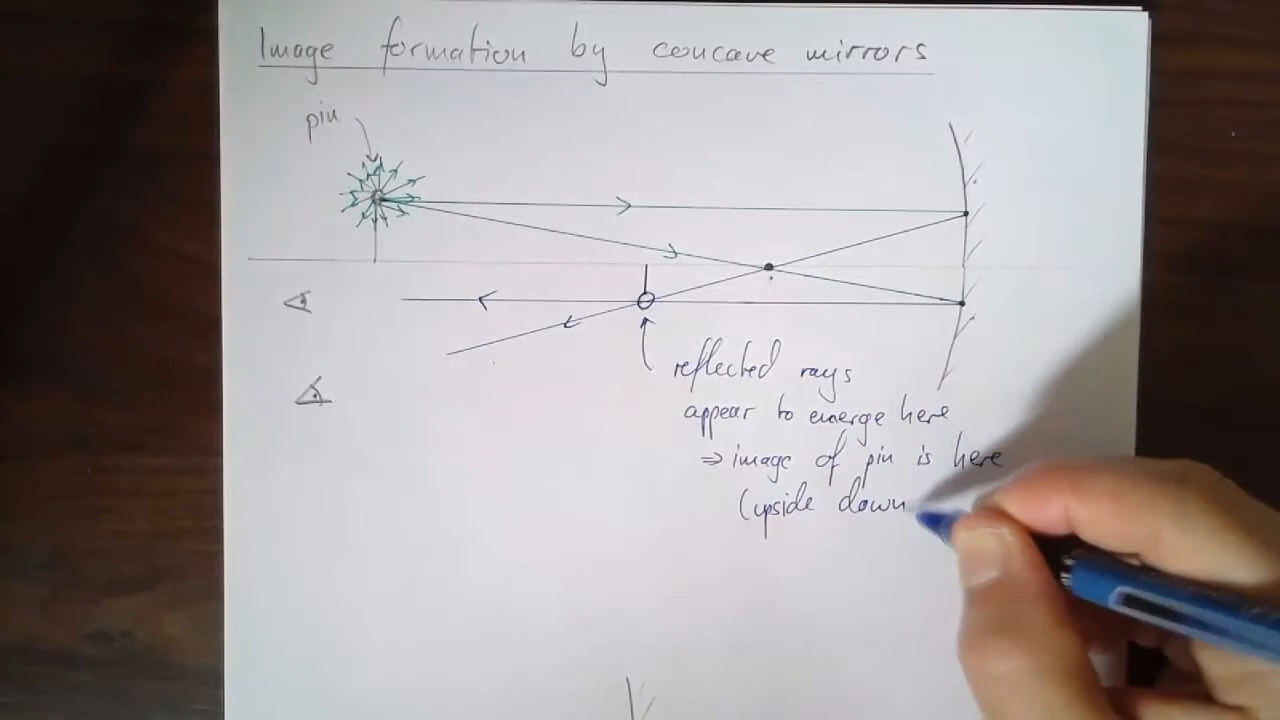 Image formation by concave mirrors
pin
reflected rays
appear to emerge here
⇒ image of pin is here
(upside down